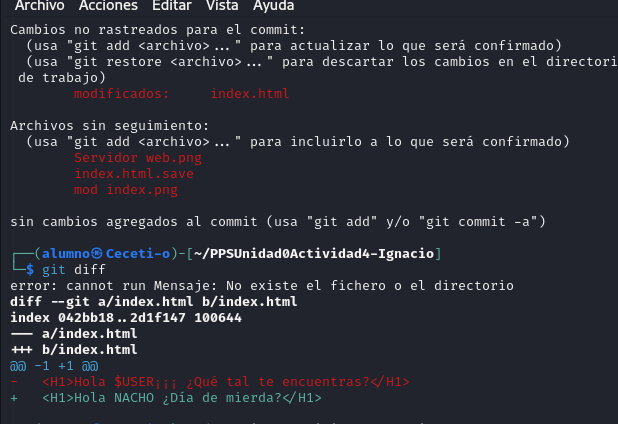 Archivo Acciones Editar Vista Ayuda
Cambios no rastreados para el commit:
  (usa "git add <archivo>..." para actualizar lo que será confirmado)
  (usa "git restore <archivo>..." para descartar los cambios en el directori
 de trabajo)
        modificados:     index.html

Archivos sin seguimiento:
  (usa "git add <archivo>..." para incluirlo a lo que será confirmado)
        Servidor web.png
        index.html.save
        mod index.png

sin cambios agregados al commit (usa "git add" y/o "git commit -a")

┌──(alumno㉿Ceceti-o)-[~/PPSUnidad0Actividad4-Ignacio]
└─$ git diff
error: cannot run Mensaje: No existe el fichero o el directorio
diff --git a/index.html b/index.html
index 042bb18..2d1f147 100644
--- a/index.html
+++ b/index.html
@@ -1 +1 @@
-   <H1>Hola $USER¡¡¡ ¿Qué tal te encuentras?</H1>
+   <H1>Hola NACHO ¿Día de mierda?</H1>